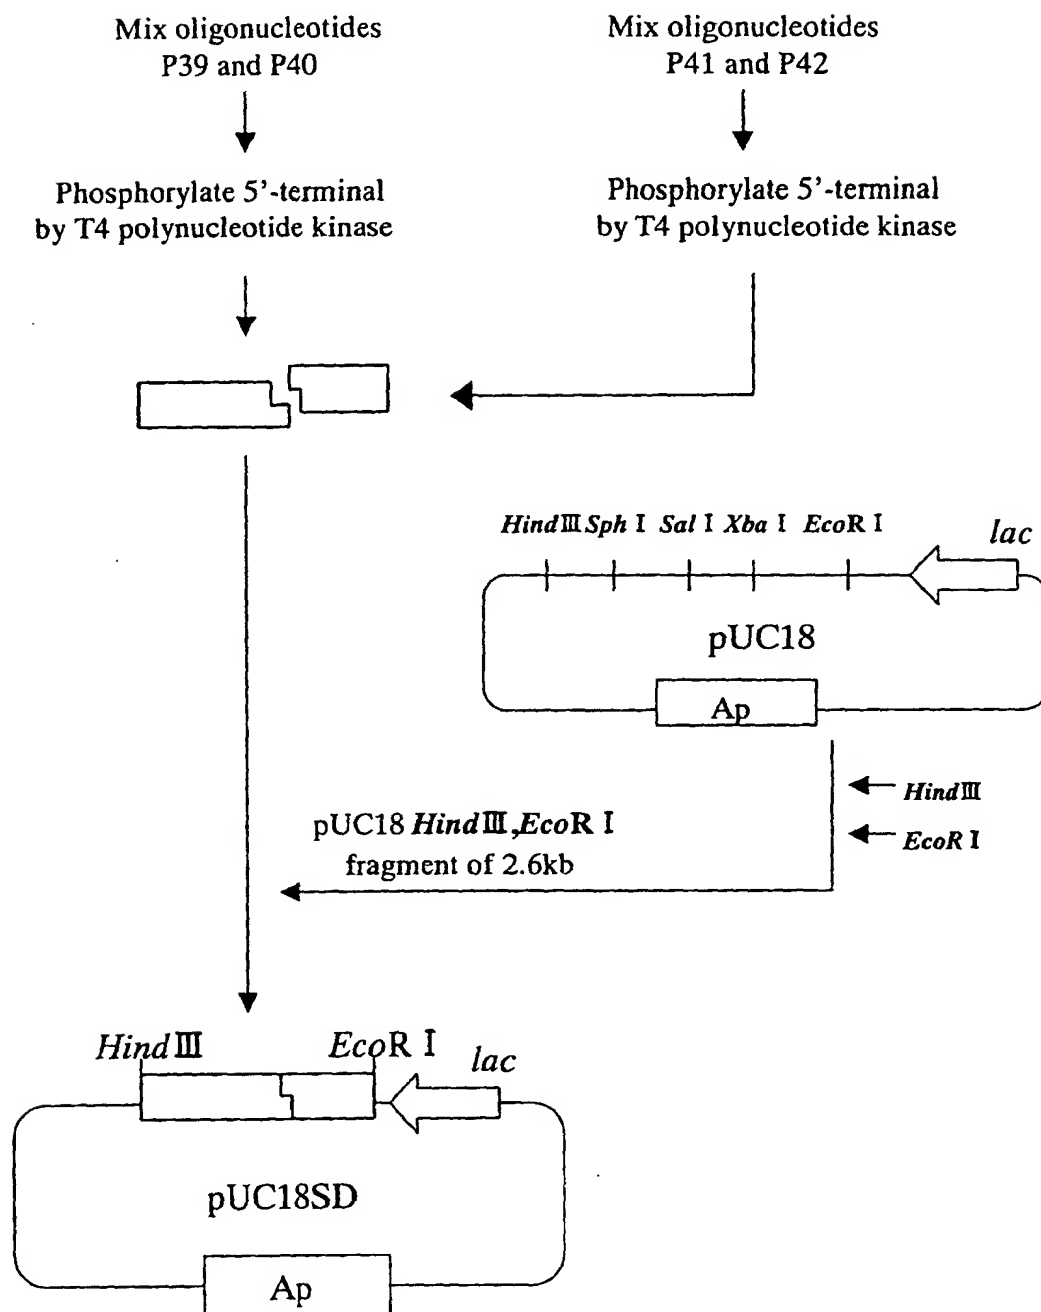 Mix oligonucleotides
P39 and P40
Mix oligonucleotides
P41 and P42
Phosphorylate 5'-terminal
by T4 polynucleotide kinase
Phosphorylate 5'-terminal
by T4 polynucleotide kinase
HindⅢ Sph Ⅰ Sal Ⅰ Xba Ⅰ EcoR Ⅰ
lac
pUC18
Ap
HindⅢ
EcoR Ⅰ
pUC18 HindⅢ,EcoR Ⅰ
fragment of 2.6kb
HindⅢ EcoR Ⅰ lac
pUC18SD
Ap